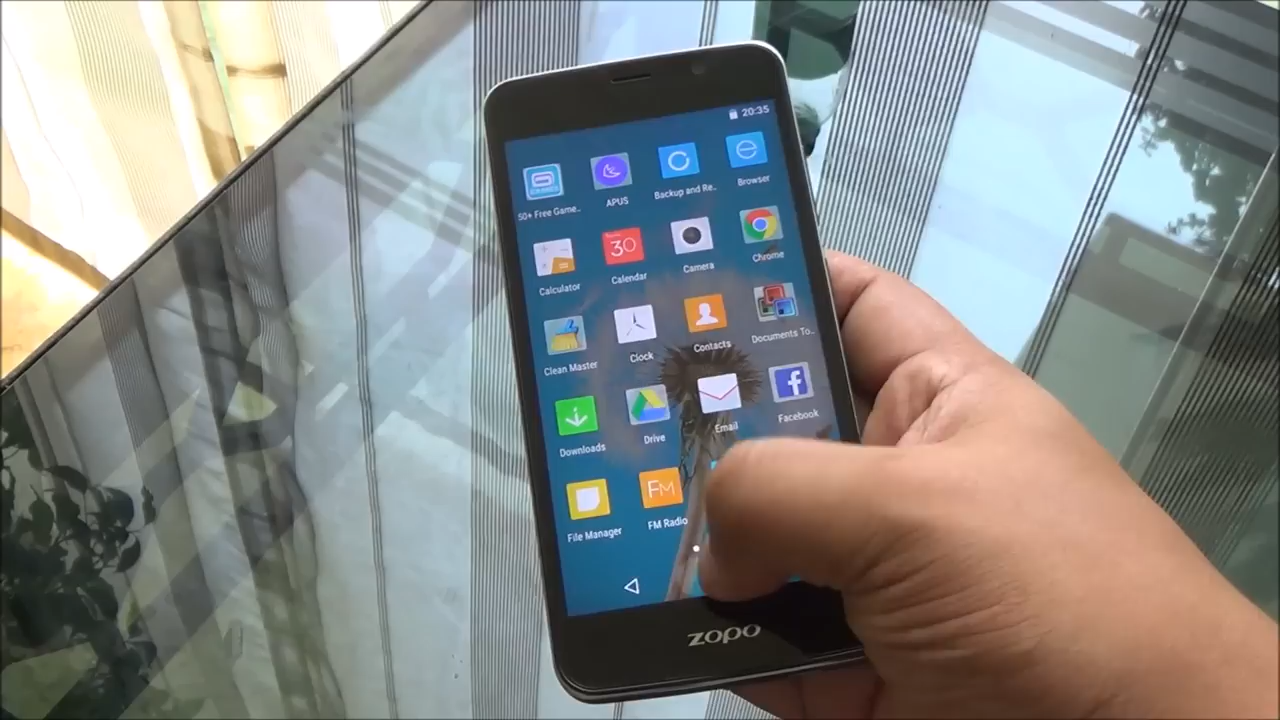 20:35
50+ Free Game..
APUS
Backup and Re..
Browser
30
Calculator
Calendar
Camera
Chrome
Clean Master
Clock
Contacts
Documents To..
Downloads
Drive
Email
Facebook
FM
File Manager
FM Radio
ZOPO